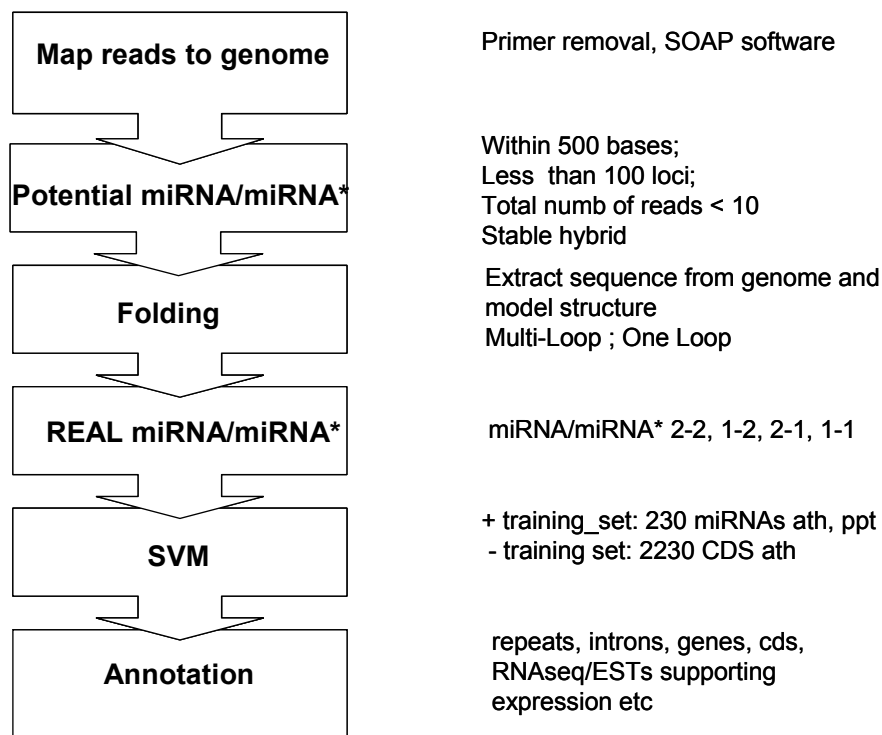 Map reads to genome
Primer removal, SOAP software
Potential miRNA/miRNA*
Within 500 bases;
Less than 100 loci;
Total numb of reads < 10
Stable hybrid
Folding
Extract sequence from genome and
model structure
Multi-Loop ; One Loop
REAL miRNA/miRNA*
miRNA/miRNA* 2-2, 1-2, 2-1, 1-1
SVM
+ training_set: 230 miRNAs ath, ppt
- training set: 2230 CDS ath
Annotation
repeats, introns, genes, cds,
RNAseq/ESTs supporting
expression etc